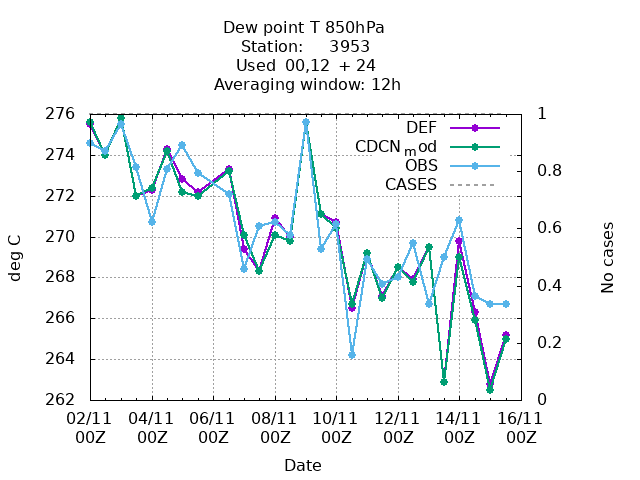 Dew point T 850hPa
Station: 3953
Used 00,12 + 24
Averaging window: 12h
276
274
272
270
268
266
264
262
1
0.8
0.6
0.4
0.2
0
DEF
CDCN_mod
OBS
CASES
deg C
No cases
02/11 04/11 06/11 08/11 10/11 12/11 14/11 16/11
00Z 00Z 00Z 00Z 00Z 00Z 00Z 00Z
Date